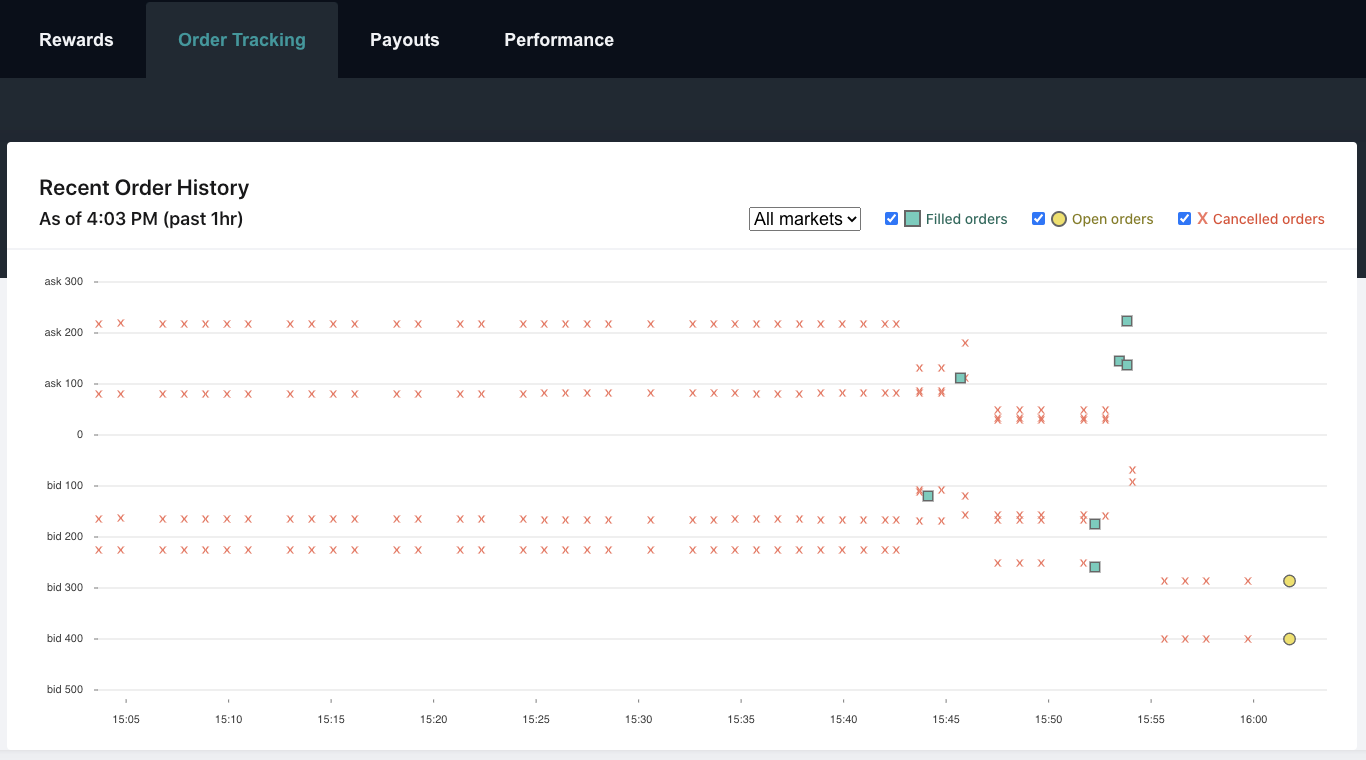 Rewards Order Tracking Payouts Performance
Recent Order History
As of 4:03 PM (past 1hr)
All markets Filled orders Open orders X Cancelled orders
ask 300
ask 200
ask 100
0
bid 100
bid 200
bid 300
bid 400
bid 500
15:05 15:10 15:15 15:20 15:25 15:30 15:35 15:40 15:45 15:50 15:55 16:00